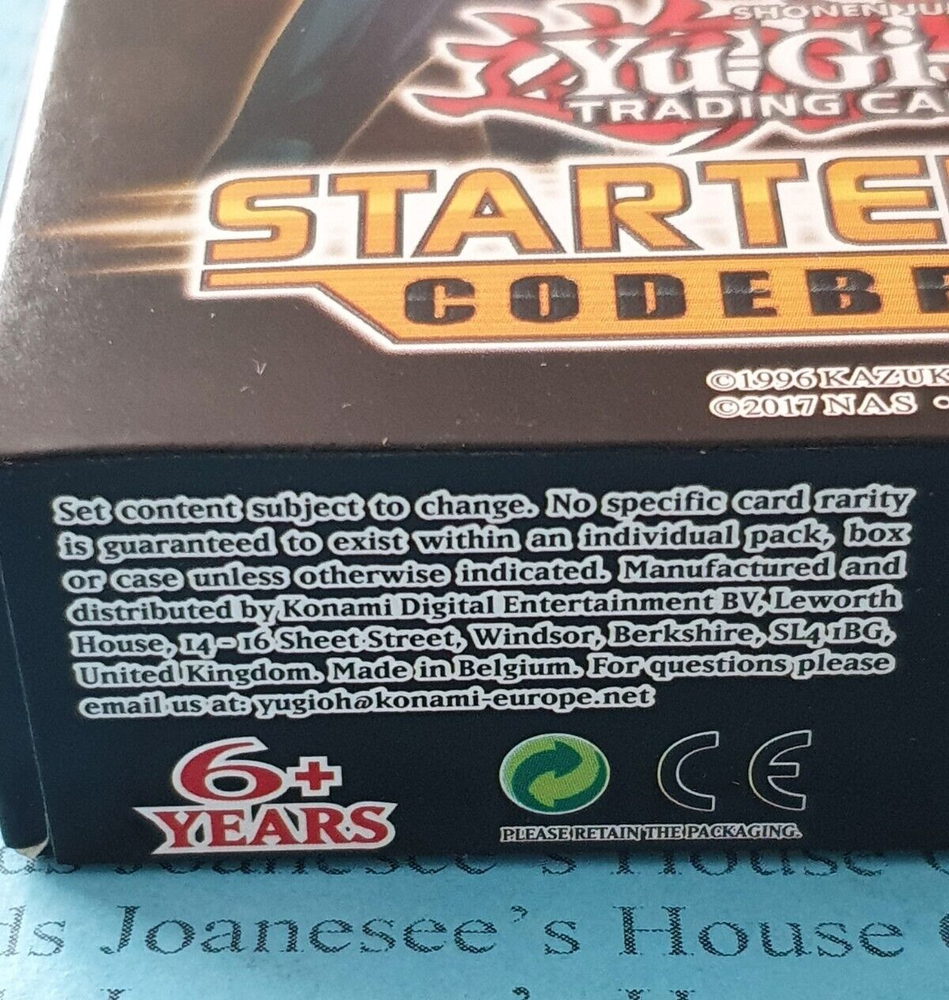 SHONEN JU
Yu-Gi-
TRADING CA
STARTE
CODEB
©1996 KAZUK
©2017 NAS •
Set content subject to change. No specific card rarity
is guaranteed to exist within an individual pack, box
or case unless otherwise indicated. Manufactured and
distributed by Konami Digital Entertainment BV, Leworth
House, 14-16 Sheet Street, Windsor, Berkshire, SL4 1BG,
United Kingdom. Made in Belgium. For questions please
email us at: yugioh@konami-europe.net
6+
YEARS
CE
PLEASE RETAIN THE PACKAGING.
ds Joanesee's House
ds Joanesee's House